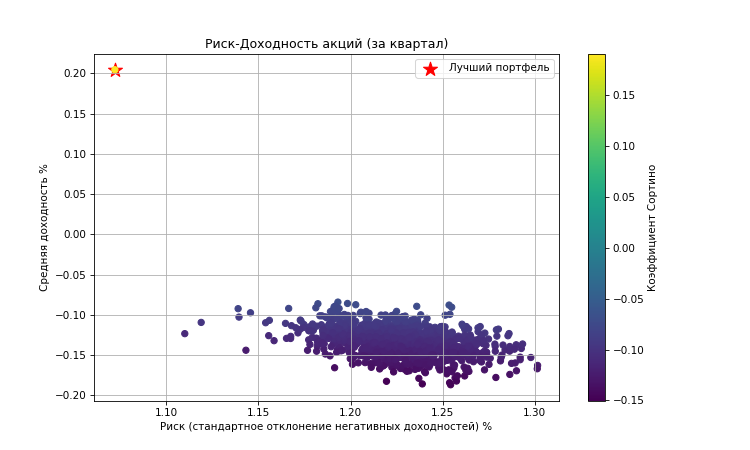 Риск-Доходность акций (за квартал)
Лучший портфель
0.20
0.15
0.10
0.05
0.00
−0.05
−0.10
−0.15
−0.20
Средняя доходность %
1.10 1.15 1.20 1.25 1.30
Риск (стандартное отклонение негативных доходностей) %
0.15
0.10
0.05
0.00
−0.05
−0.10
−0.15
Коэффициент Сортино